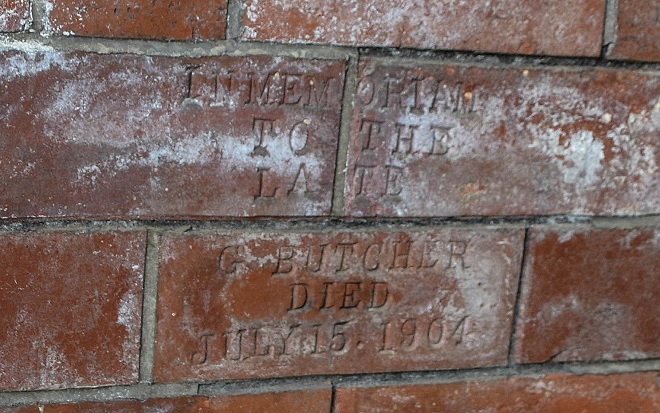 IN MEMORIAM
TO THE
LATE
G BUTCHER
DIED
JULY 15. 1904